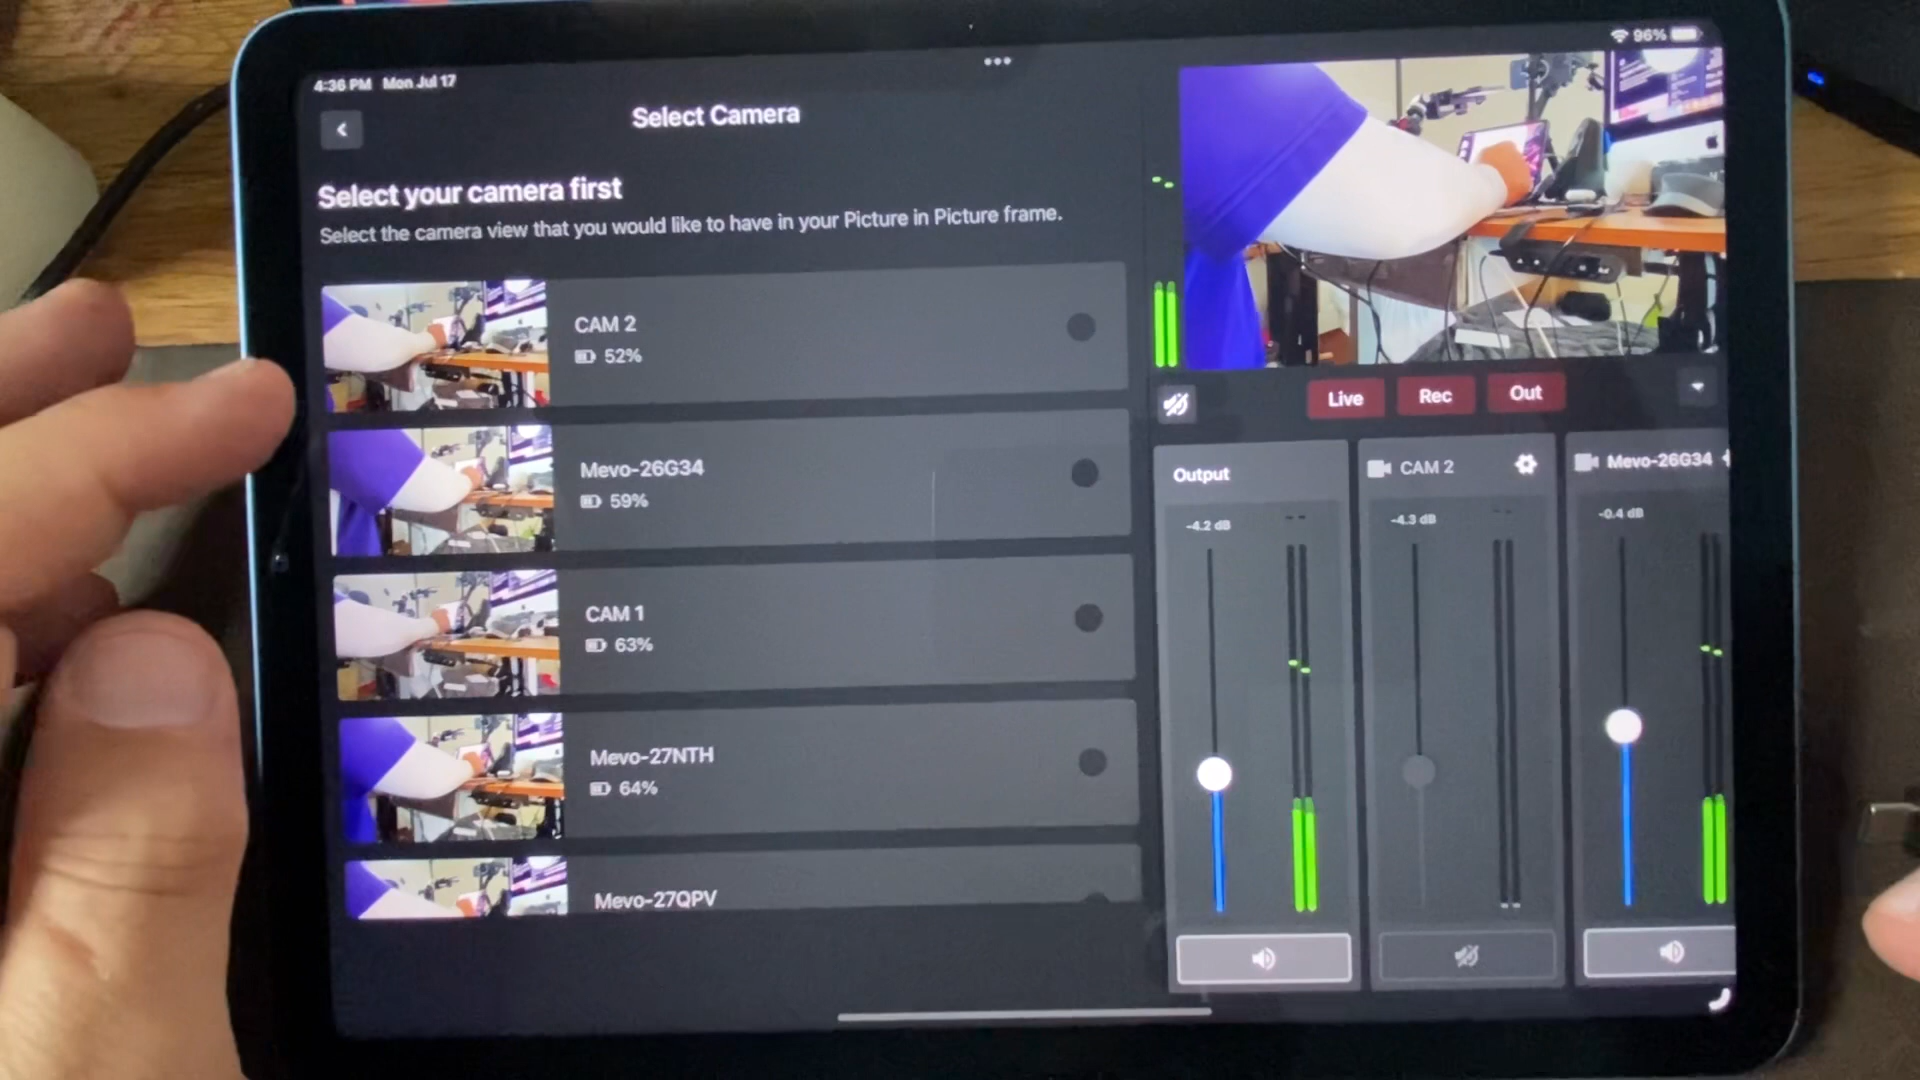 4:36 PM Mon Jul 17
96%
Select Camera
Select your camera first
Select the camera view that you would like to have in your Picture in Picture frame.
CAM 2
52%
Mevo-26G34
59%
CAM 1
63%
Mevo-27NTH
64%
Mevo-27QPV
Live
Rec
Out
Output
CAM 2
Mevo-26G34
-4.2 dB
-4.3 dB
-0.4 dB